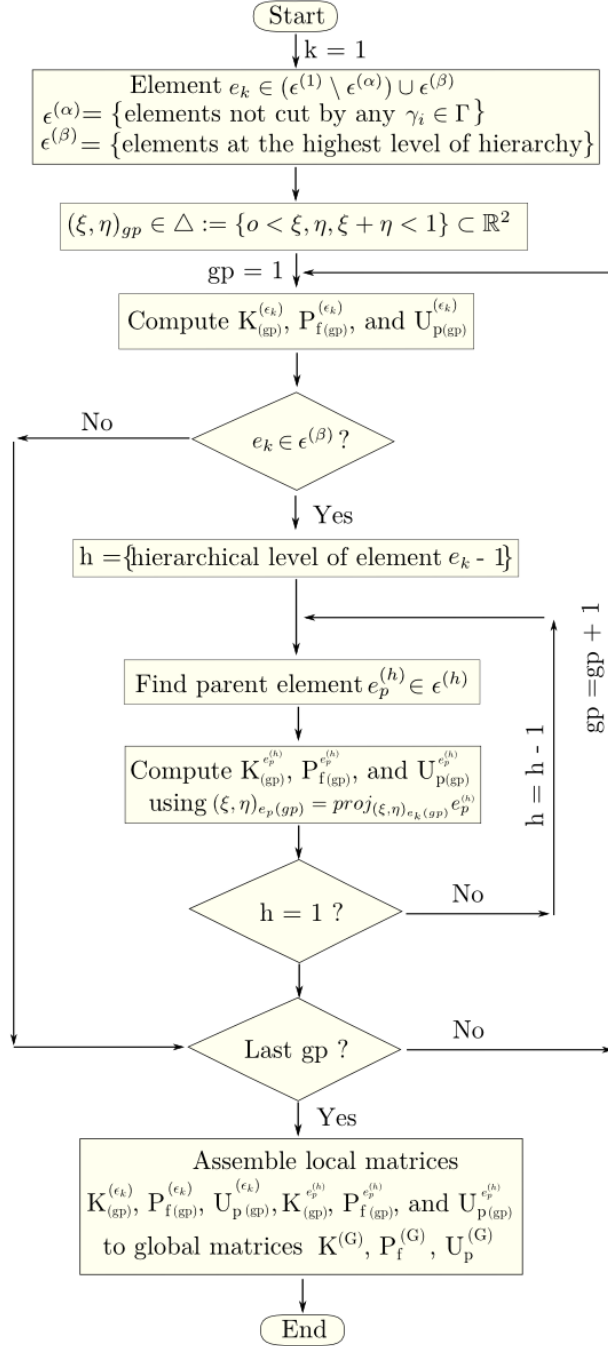 Start
k = 1
Element e_k ∈ (ϵ^(1) \ ϵ^(α)) ∪ ϵ^(β)
ϵ^(α)= {elements not cut by any γ_i ∈ Γ}
ϵ^(β)= {elements at the highest level of hierarchy}
(ξ, η)_gp ∈ △ := {o < ξ, η, ξ + η < 1} ⊂ ℝ^2
gp = 1
Compute K_(gp)^(ϵ_k), P_f(gp)^(ϵ_k), and U_p(gp)^(ϵ_k)
No
e_k ∈ ϵ^(β) ?
Yes
h ={hierarchical level of element e_k - 1}
Find parent element e_p^(h) ∈ ϵ^(h)
Compute K_(gp)^e_p^(h), P_f(gp)^e_p^(h), and U_p(gp)^e_p^(h)
using (ξ, η)_e_p(gp) = proj_(ξ,η)_e_k(gp) e_p^(h)
h = h - 1
gp =gp + 1
h = 1 ?
No
Last gp ?
No
Yes
Assemble local matrices
K_(gp)^(ϵ_k), P_f(gp)^(ϵ_k), U_p(gp)^(ϵ_k), K_(gp)^e_p^(h), P_f(gp)^e_p^(h), and U_p(gp)^e_p^(h)
to global matrices K^(G), P_f^(G), U_p^(G)
End